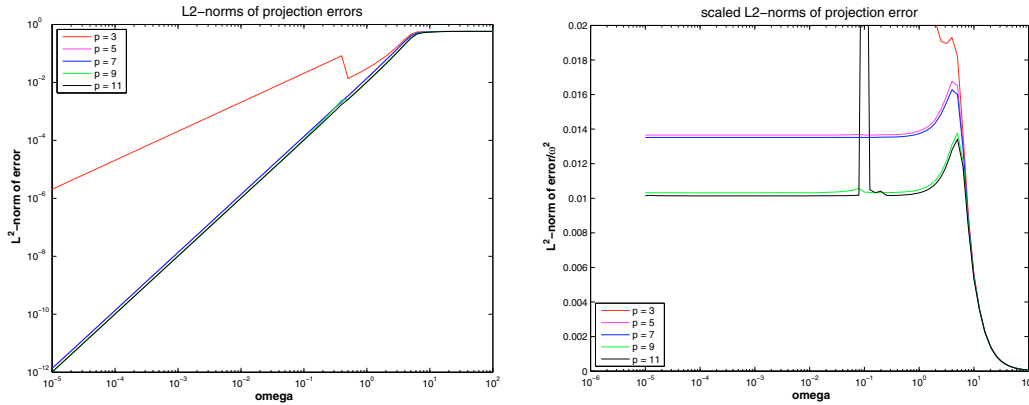 L2−norms of projection errors
10^0
10^−2
10^−4
10^−6
10^−8
10^−10
10^−12
L^2−norm of error
p = 3
p = 5
p = 7
p = 9
p = 11
10^−5
10^−4
10^−3
10^−2
10^−1
10^0
10^1
10^2
omega
scaled L2−norms of projection error
0.02
0.018
0.016
0.014
0.012
0.01
0.008
0.006
0.004
0.002
0
L^2−norm of error/ω^2
p = 3
p = 5
p = 7
p = 9
p = 11
10^−6
10^−5
10^−4
10^−3
10^−2
10^−1
10^0
10^1
10^2
omega